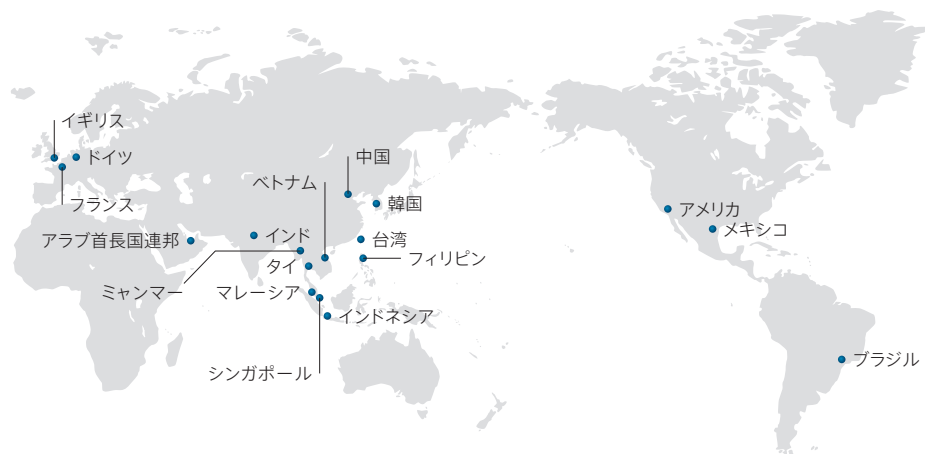 イギリス
ドイツ
フランス
中国
ベトナム
韓国
アラブ首長国連邦
インド
台湾
タイ
フィリピン
ミャンマー
マレーシア
インドネシア
シンガポール
アメリカ
メキシコ
ブラジル